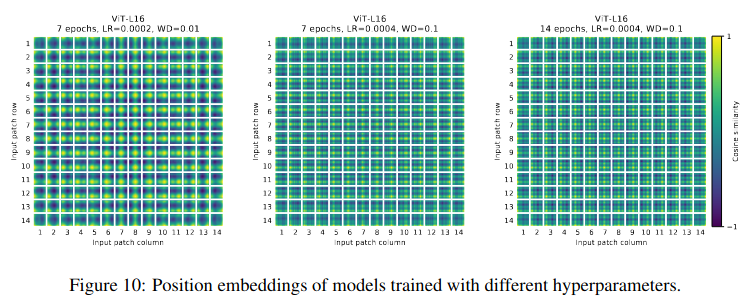 ViT-L16
7 epochs, LR=0.0002, WD=0.01
ViT-L16
7 epochs, LR=0.0004, WD=0.1
ViT-L16
14 epochs, LR=0.0004, WD=0.1
Input patch row
1
2
3
4
5
6
7
8
9
10
11
12
13
14
1 2 3 4 5 6 7 8 9 10 11 12 13 14
Input patch column
Input patch row
1
2
3
4
5
6
7
8
9
10
11
12
13
14
1 2 3 4 5 6 7 8 9 10 11 12 13 14
Input patch column
Input patch row
1
2
3
4
5
6
7
8
9
10
11
12
13
14
1 2 3 4 5 6 7 8 9 10 11 12 13 14
Input patch column
1
Cosine similarity
−1
Figure 10: Position embeddings of models trained with different hyperparameters.